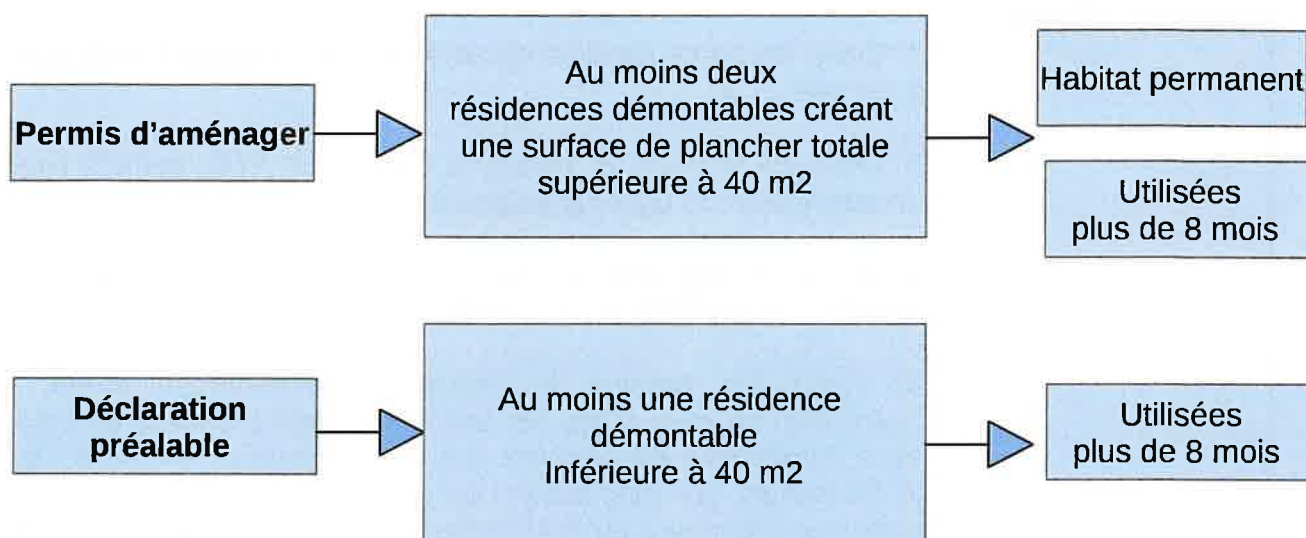 Permis d'aménager
Au moins deux
résidences démontables créant
une surface de plancher totale
supérieure à 40 m2
Habitat permanent
Utilisées
plus de 8 mois
Déclaration
préalable
Au moins une résidence
démontable
Inférieure à 40 m2
Utilisées
plus de 8 mois